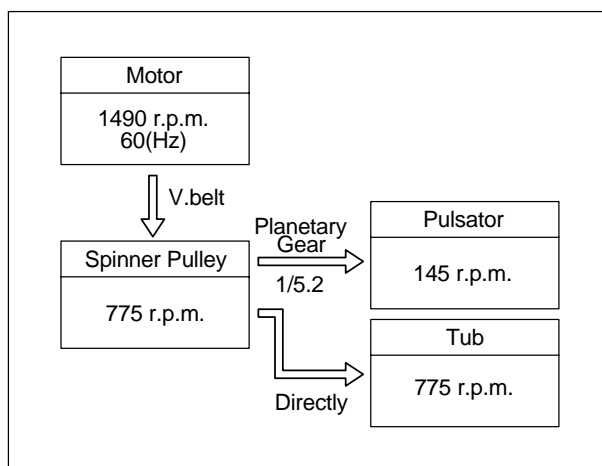 Motor
1490 r.p.m.
60(Hz)
V.belt
Spinner Pulley
775 r.p.m.
Planetary
Gear
1/5.2
Directly
Pulsator
145 r.p.m.
Tub
775 r.p.m.